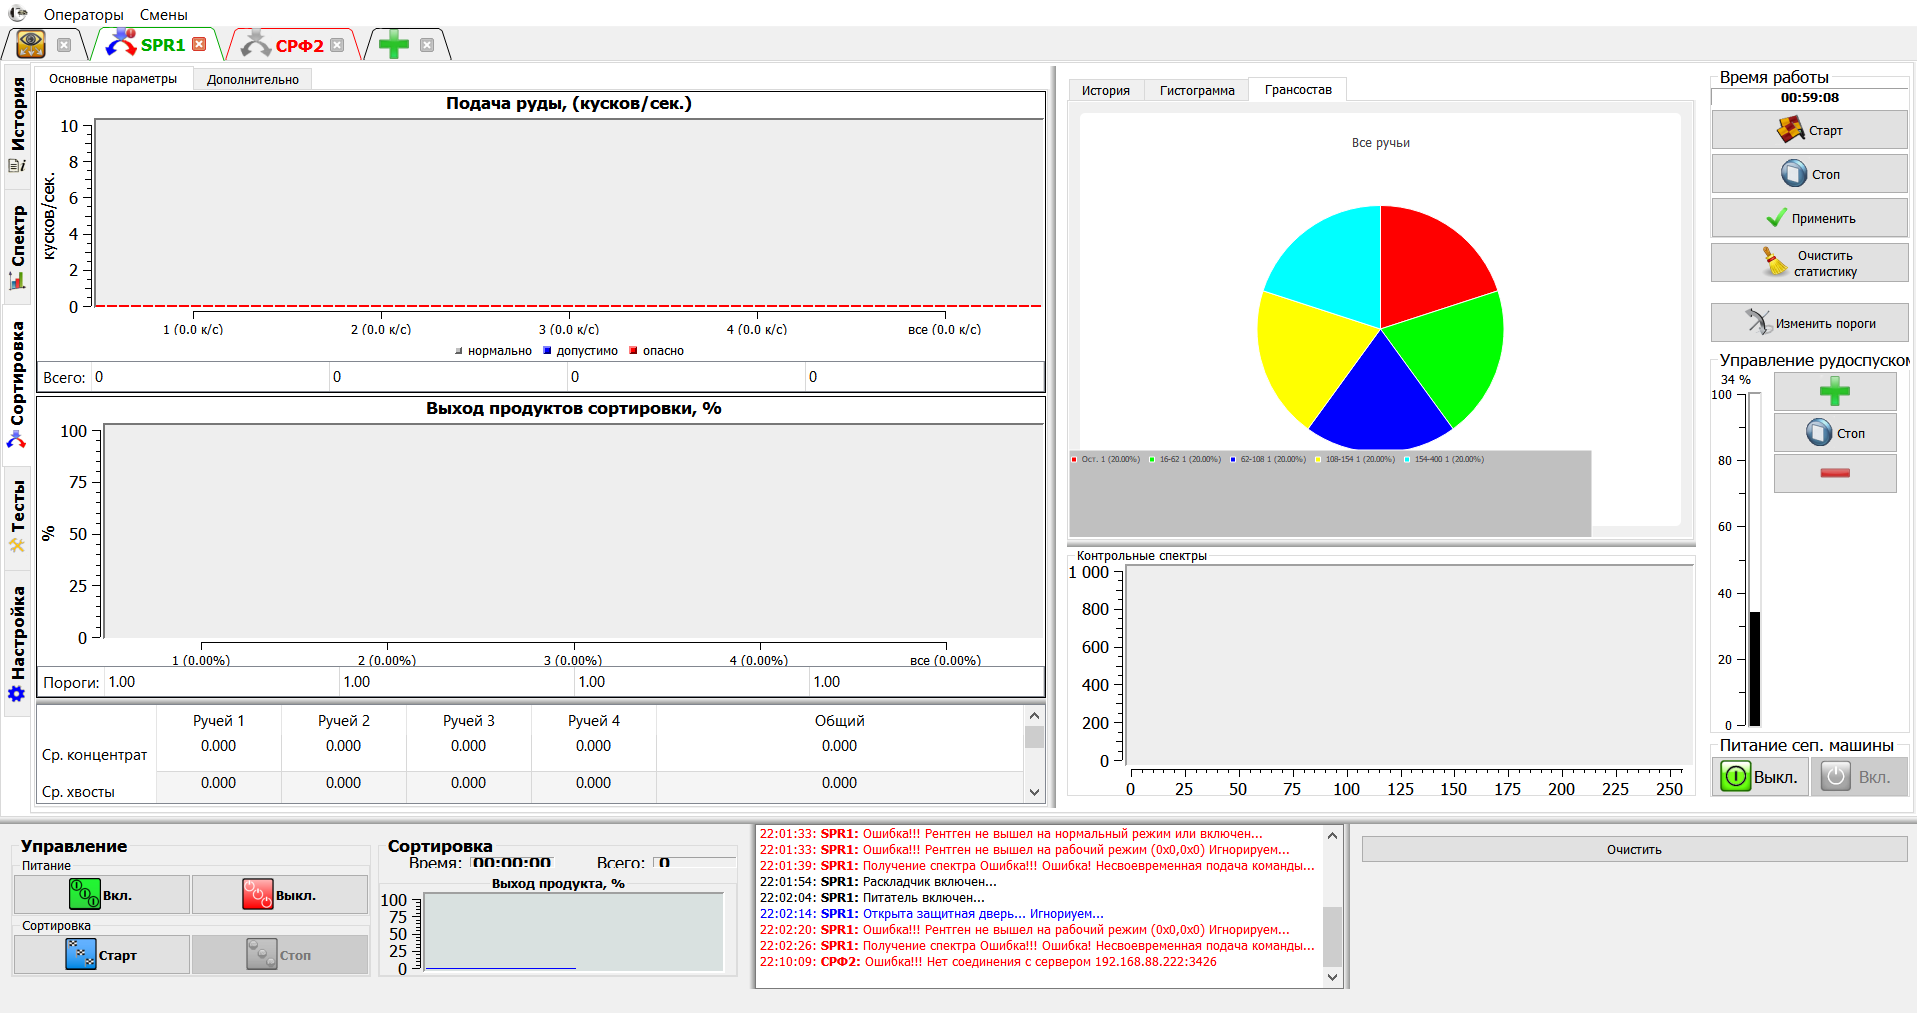 Операторы Смены
SPR1
СРФ2
История
Спектр
Сортировка
Тесты
Настройка
Основные параметры
Дополнительно
Подача руды, (кусков/сек.)
кусков/сек.
10
8
6
4
2
0
1 (0.0 к/с) 2 (0.0 к/с) 3 (0.0 к/с) 4 (0.0 к/с) все (0.0 к/с)
нормально допустимо опасно
Всего: 0 0 0 0
Выход продуктов сортировки, %
%
100
75
50
25
0
1 (0.00%) 2 (0.00%) 3 (0.00%) 4 (0.00%) все (0.00%)
Пороги: 1.00 1.00 1.00 1.00
Ручей 1 Ручей 2 Ручей 3 Ручей 4 Общий
Ср. концентрат 0.000 0.000 0.000 0.000 0.000
Ср. хвосты 0.000 0.000 0.000 0.000 0.000
История Гистограмма Грансостав
Все ручьи
Ост. 1 (20.00%) 16-62 1 (20.00%) 62-108 1 (20.00%) 108-154 1 (20.00%) 154-400 1 (20.00%)
Контрольные спектры
1 000
800
600
400
200
0
0 25 50 75 100 125 150 175 200 225 250
Время работы
00:59:08
Старт
Стоп
Применить
Очистить
статистику
Изменить пороги
Управление рудоспуском
34 %
100
80
60
40
20
0
Стоп
Питание сеп. машины
Выкл. Вкл.
Управление
Питание
Вкл. Выкл.
Сортировка
Старт Стоп
Сортировка
Время: 00:00:00 Всего: 0
Выход продукта, %
100
75
50
25
0
22:01:33: SPR1: Ошибка!!! Рентген не вышел на нормальный режим или включен...
22:01:33: SPR1: Ошибка!!! Рентген не вышел на рабочий режим (0x0,0x0) Игнорируем...
22:01:39: SPR1: Получение спектра Ошибка!!! Ошибка! Несвоевременная подача команды...
22:01:54: SPR1: Раскладчик включен...
22:02:04: SPR1: Питатель включен...
22:02:14: SPR1: Открыта защитная дверь... Игнориуем...
22:02:20: SPR1: Ошибка!!! Рентген не вышел на рабочий режим (0x0,0x0) Игнорируем...
22:02:26: SPR1: Получение спектра Ошибка!!! Ошибка! Несвоевременная подача команды...
22:10:09: СРФ2: Ошибка!!! Нет соединения с сервером 192.168.88.222:3426
Очистить